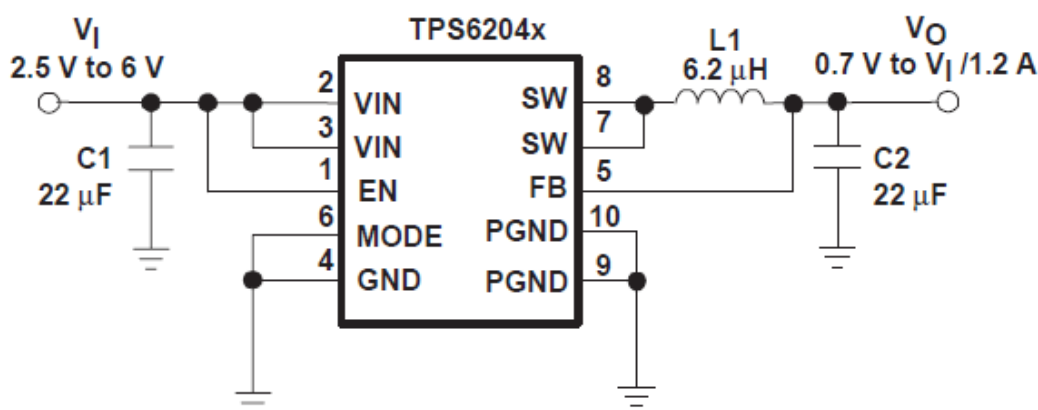 TPS6204x
V_I
2.5 V to 6 V
L1
6.2 μH
V_O
0.7 V to V_I /1.2 A
2
VIN
3
VIN
1
EN
6
MODE
4
GND
SW
8
SW
7
FB
5
PGND
10
PGND
9
C1
22 μF
C2
22 μF